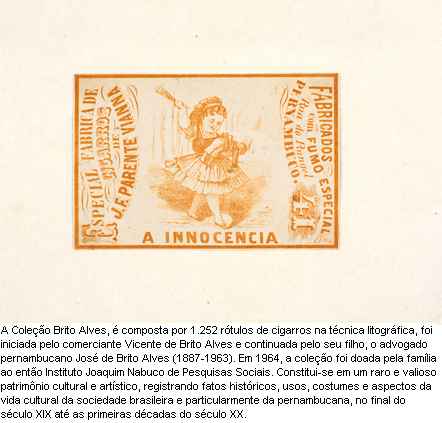 ESPECIAL FABRICA DE
CIGARROS
DE
J.F. PARENTE VIANNA
FABRICADOS
com FUMO ESPECIAL
Rua do Rangel
PERNAMBUCO
41
A INNOCENCIA
A Coleção Brito Alves, é composta por 1.252 rótulos de cigarros na técnica litográfica, foi
iniciada pelo comerciante Vicente de Brito Alves e continuada pelo seu filho, o advogado
pernambucano José de Brito Alves (1887-1963). Em 1964, a coleção foi doada pela família
ao então Instituto Joaquim Nabuco de Pesquisas Sociais. Constitui-se em um raro e valioso
patrimônio cultural e artístico, registrando fatos históricos, usos, costumes e aspectos da
vida cultural da sociedade brasileira e particularmente da pernambucana, no final do
século XIX até as primeiras décadas do século XX.